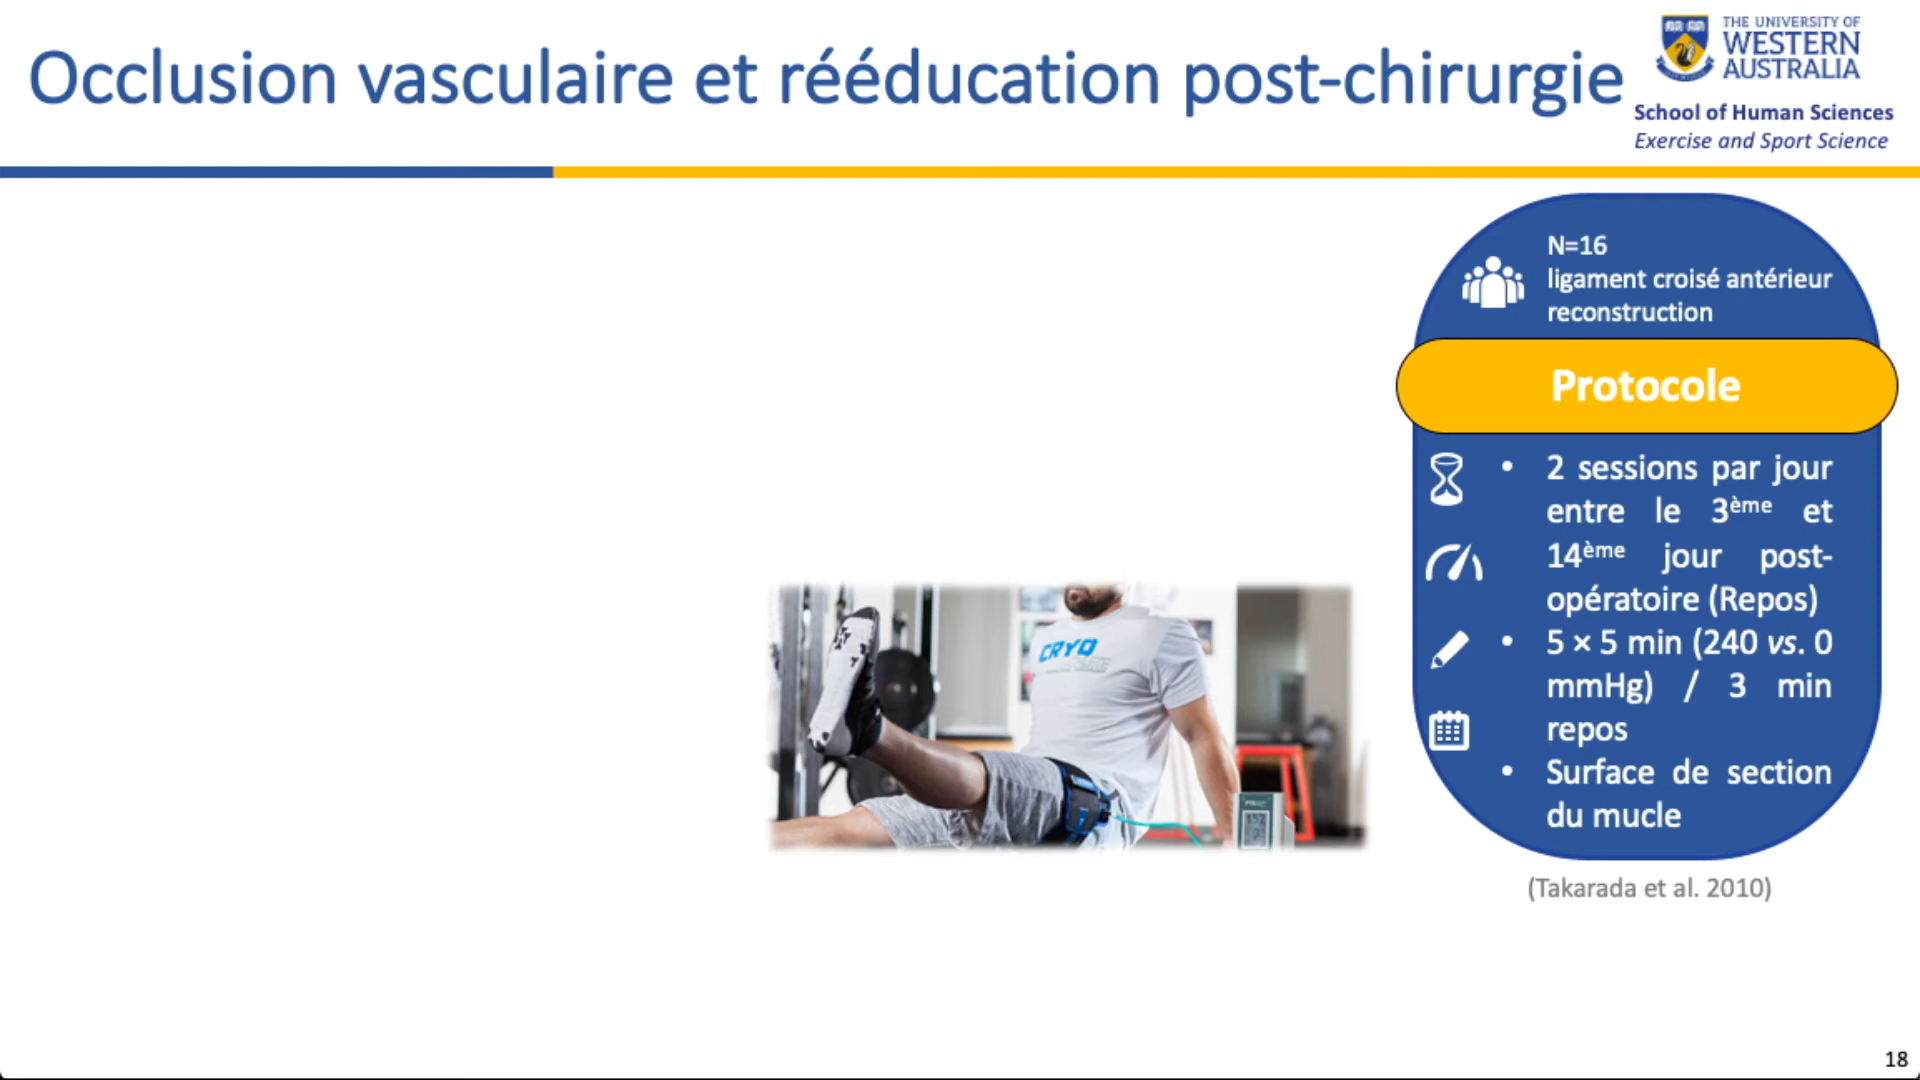 Occlusion vasculaire et rééducation post-chirurgie
THE UNIVERSITY OF
WESTERN
AUSTRALIA
School of Human Sciences
Exercise and Sport Science
N=16
ligament croisé antérieur
reconstruction
Protocole
• 2 sessions par jour
entre le 3ème et
14ème jour post-
opératoire (Repos)
• 5 × 5 min (240 vs. 0
mmHg) / 3 min
repos
• Surface de section
du mucle
(Takarada et al. 2010)
CRYO
18